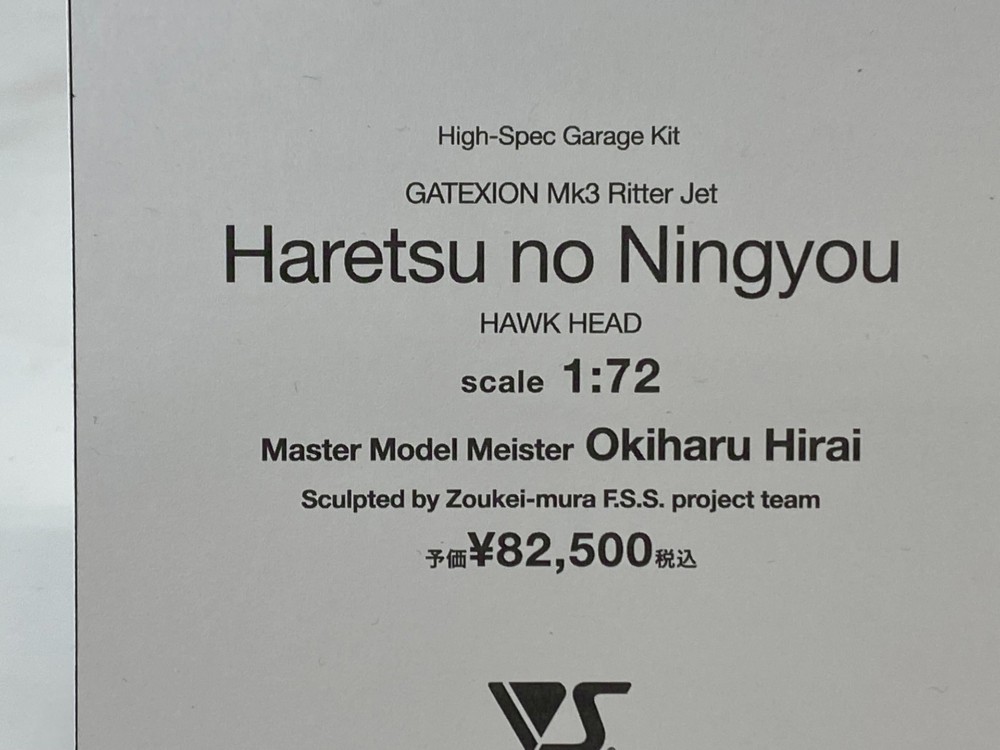 High-Spec Garage Kit
GATEXION Mk3 Ritter Jet
Haretsu no Ningyou
HAWK HEAD
scale 1:72
Master Model Meister Okiharu Hirai
Sculpted by Zoukei-mura F.S.S. project team
予価¥82,500税込
VS